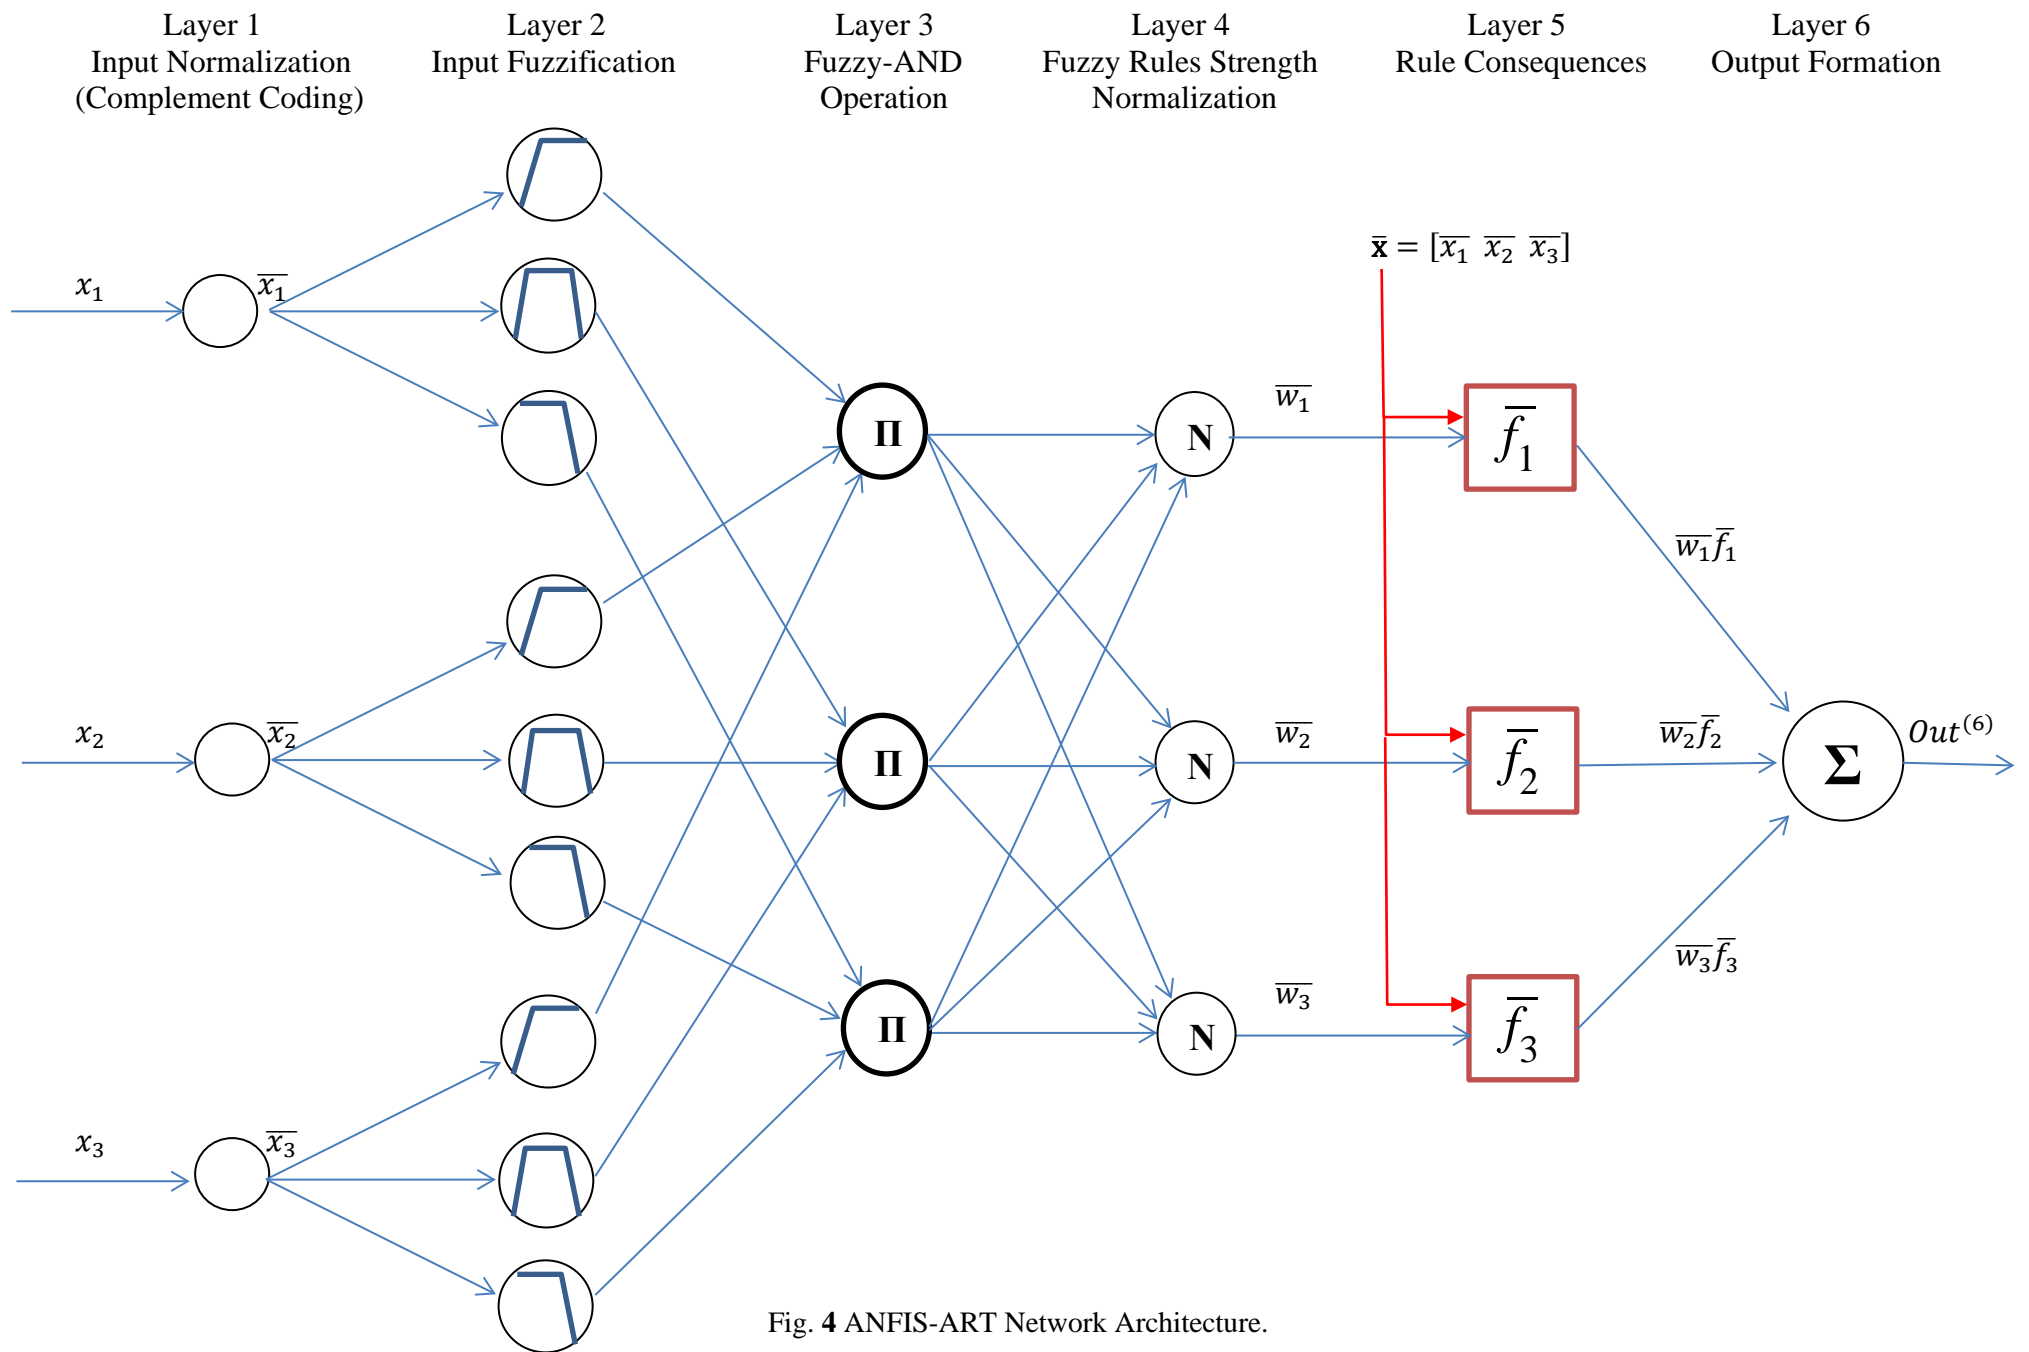 Layer 1
Input Normalization
(Complement Coding)
Layer 2
Input Fuzzification
Layer 3
Fuzzy-AND
Operation
Layer 4
Fuzzy Rules Strength
Normalization
Layer 5
Rule Consequences
Layer 6
Output Formation
x̄ = [x̅₁ x̅₂ x̅₃]
x₁
x̅₁
Π
N
w̅₁
f̅₁
w̅₁f̅₁
x₂
x̅₂
Π
N
w̅₂
f̅₂
w̅₂f̅₂
Σ
Out⁽⁶⁾
Π
N
w̅₃
f̅₃
w̅₃f̅₃
x₃
x̅₃
Fig. 4 ANFIS-ART Network Architecture.